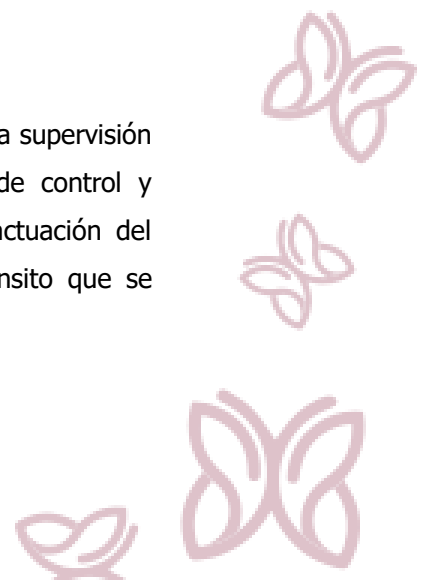 a supervisión
de control y
actuación del
nsito que se